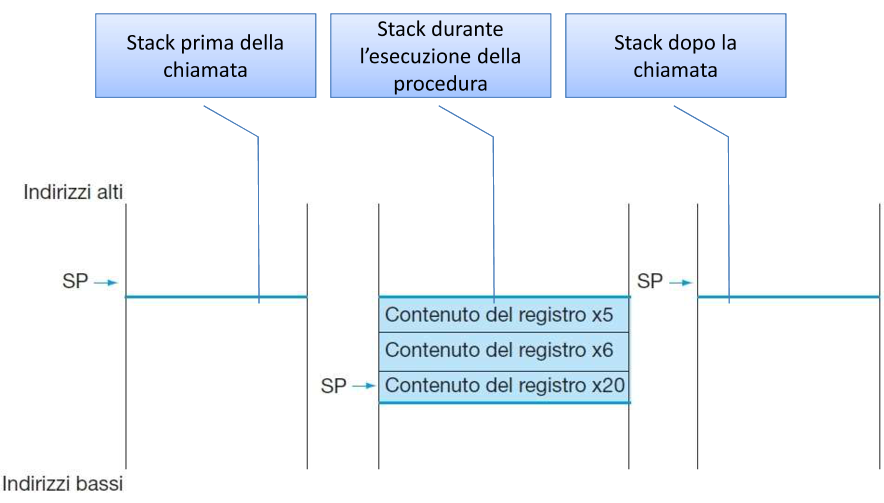 Stack prima della
chiamata
Stack durante
l’esecuzione della
procedura
Stack dopo la
chiamata
Indirizzi alti
SP
SP
Contenuto del registro x5
Contenuto del registro x6
SP
Contenuto del registro x20
Indirizzi bassi